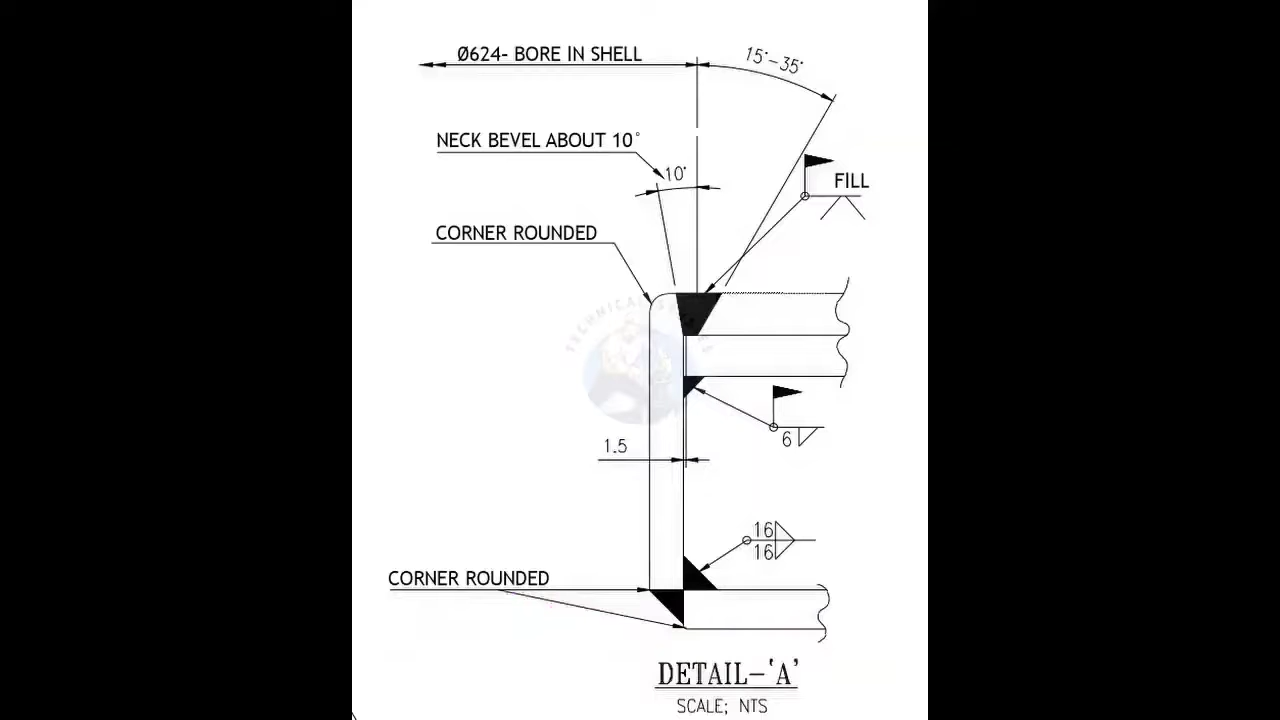 Ø624- BORE IN SHELL
15°-35°
NECK BEVEL ABOUT 10°
10°
FILL
CORNER ROUNDED
TECHNICAL
6
1.5
16
16
CORNER ROUNDED
DETAIL-'A'
SCALE; NTS